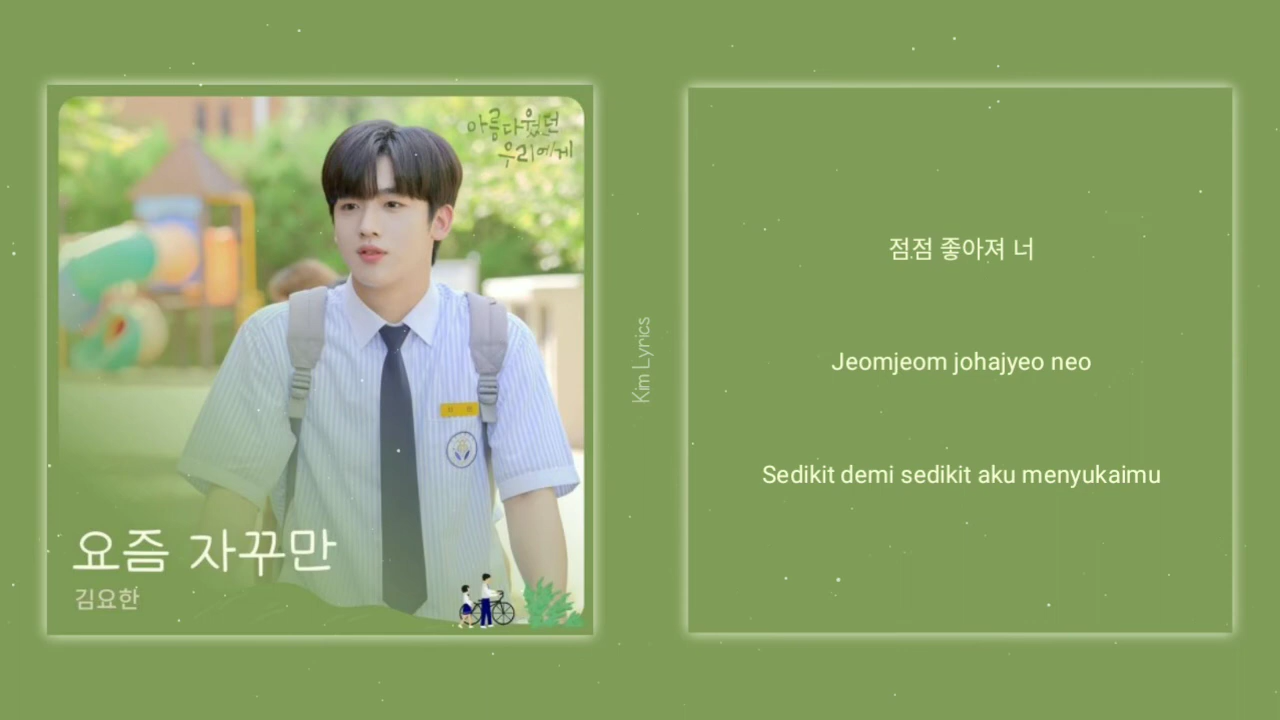 아름다웠던
우리에게
요즘 자꾸만
김요한
Kim Lyrics
점점 좋아져 너
Jeomjeom johajyeo neo
Sedikit demi sedikit aku menyukaimu